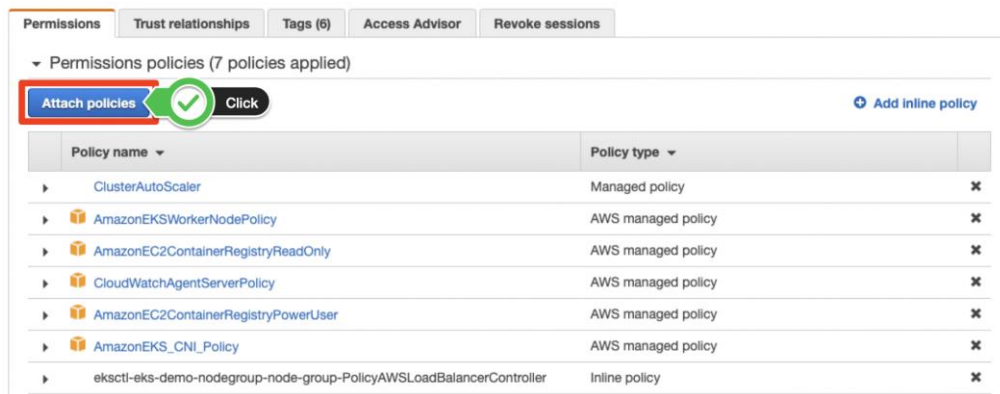 Permissions Trust relationships Tags (6) Access Advisor Revoke sessions
Permissions policies (7 policies applied)
Attach policies Click Add inline policy
Policy name Policy type
ClusterAutoScaler Managed policy
AmazonEKSWorkerNodePolicy AWS managed policy
AmazonEC2ContainerRegistryReadOnly AWS managed policy
CloudWatchAgentServerPolicy AWS managed policy
AmazonEC2ContainerRegistryPowerUser AWS managed policy
AmazonEKS_CNI_Policy AWS managed policy
eksctl-eks-demo-nodegroup-node-group-PolicyAWSLoadBalancerController Inline policy